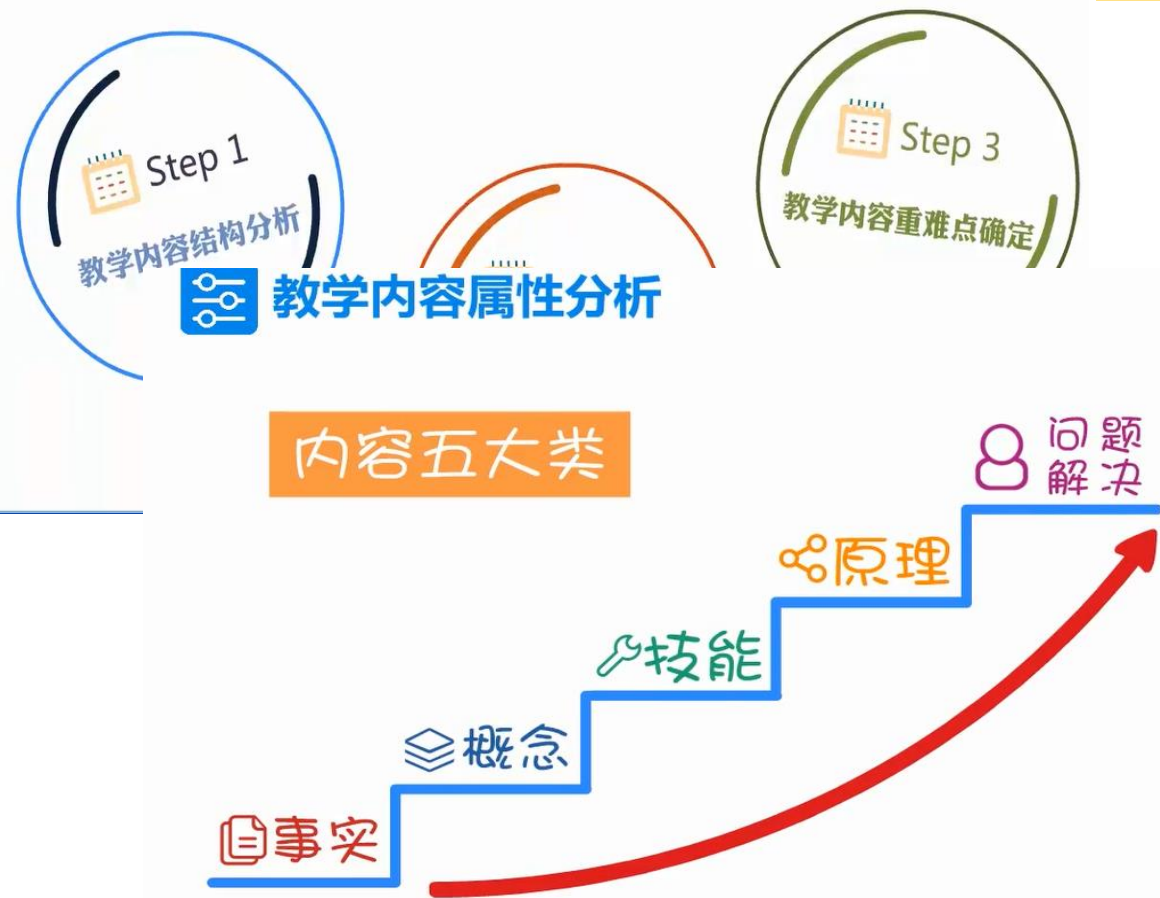 Step 1
教学内容结构分析
Step 3
教学内容重难点确定
教学内容属性分析
内容五大类
问题
解决
原理
技能
概念
事实